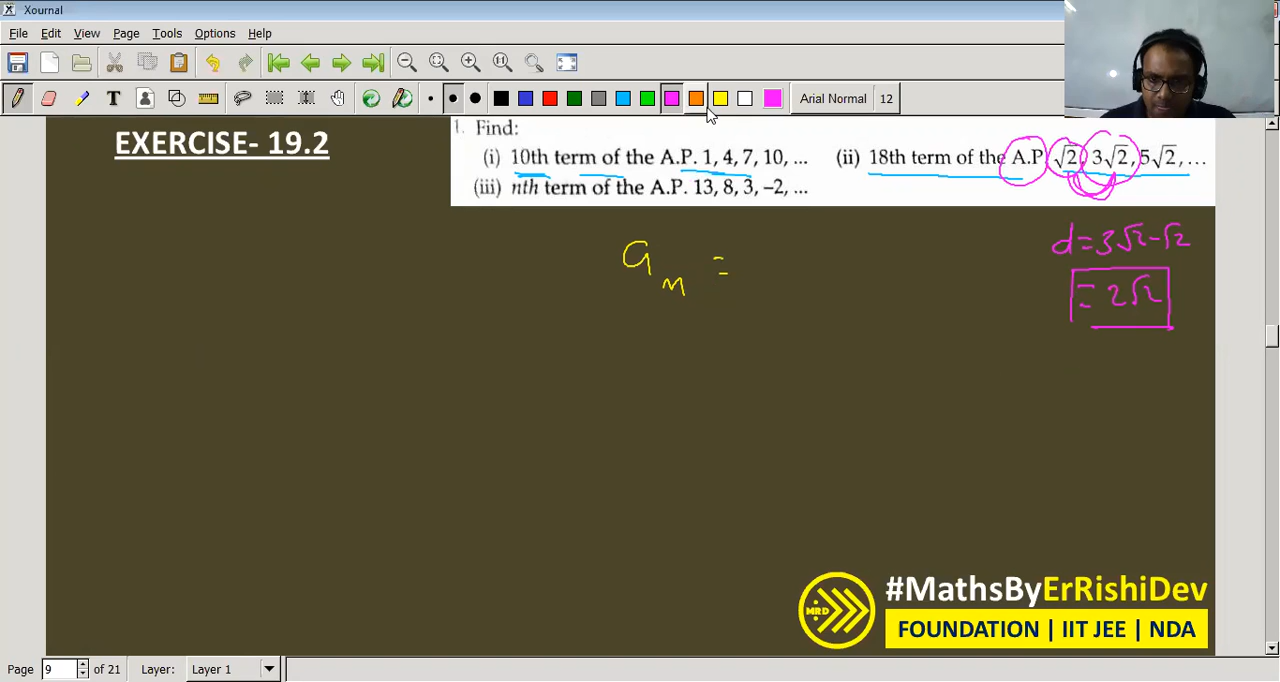 Xournal
File Edit View Page Tools Options Help
Arial Normal 12
EXERCISE- 19.2
1. Find:
(i) 10th term of the A.P. 1, 4, 7, 10, ... (ii) 18th term of the A.P √2, 3√2, 5√2, ...
(iii) nth term of the A.P. 13, 8, 3, –2, ...
d = 3√2-√2
= 2√2
a_n =
MRD
#MathsByErRishiDev
FOUNDATION | IIT JEE | NDA
Page 9 of 21 Layer: Layer 1